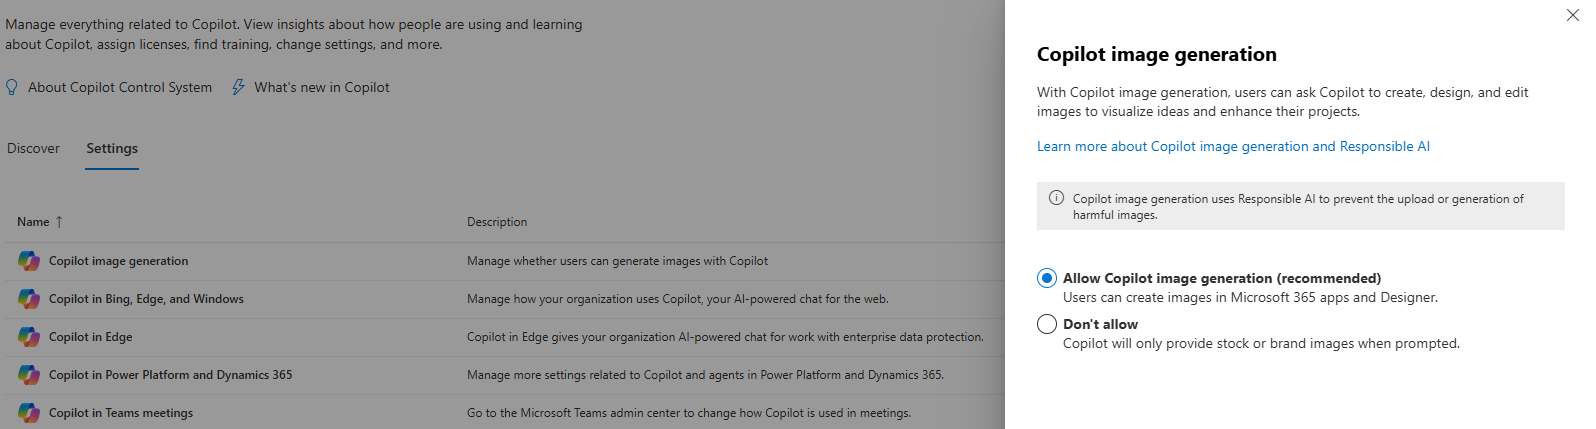 Manage everything related to Copilot. View insights about how people are using and learning
about Copilot, assign licenses, find training, change settings, and more.
About Copilot Control System
What's new in Copilot
Discover
Settings
Name ↑
Description
Copilot image generation
Manage whether users can generate images with Copilot
Copilot in Bing, Edge, and Windows
Manage how your organization uses Copilot, your AI-powered chat for the web.
Copilot in Edge
Copilot in Edge gives your organization AI-powered chat for work with enterprise data protection.
Copilot in Power Platform and Dynamics 365
Manage more settings related to Copilot and agents in Power Platform and Dynamics 365.
Copilot in Teams meetings
Go to the Microsoft Teams admin center to change how Copilot is used in meetings.
Copilot image generation
With Copilot image generation, users can ask Copilot to create, design, and edit
images to visualize ideas and enhance their projects.
Learn more about Copilot image generation and Responsible AI
Copilot image generation uses Responsible AI to prevent the upload or generation of
harmful images.
Allow Copilot image generation (recommended)
Users can create images in Microsoft 365 apps and Designer.
Don't allow
Copilot will only provide stock or brand images when prompted.